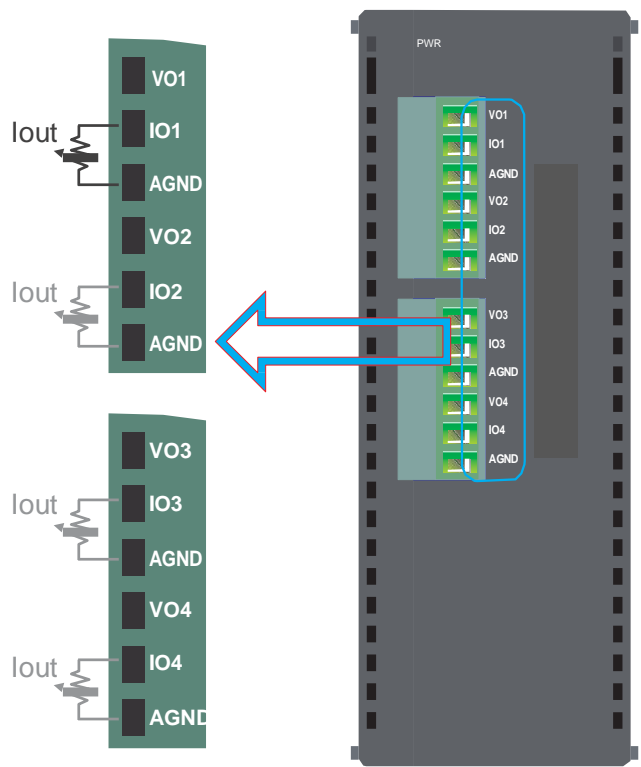 VO1
Iout
IO1
AGND
VO2
Iout
IO2
AGND
VO3
Iout
IO3
AGND
VO4
Iout
IO4
AGND
PWR
VO1
IO1
AGND
VO2
IO2
AGND
VO3
IO3
AGND
VO4
IO4
AGND